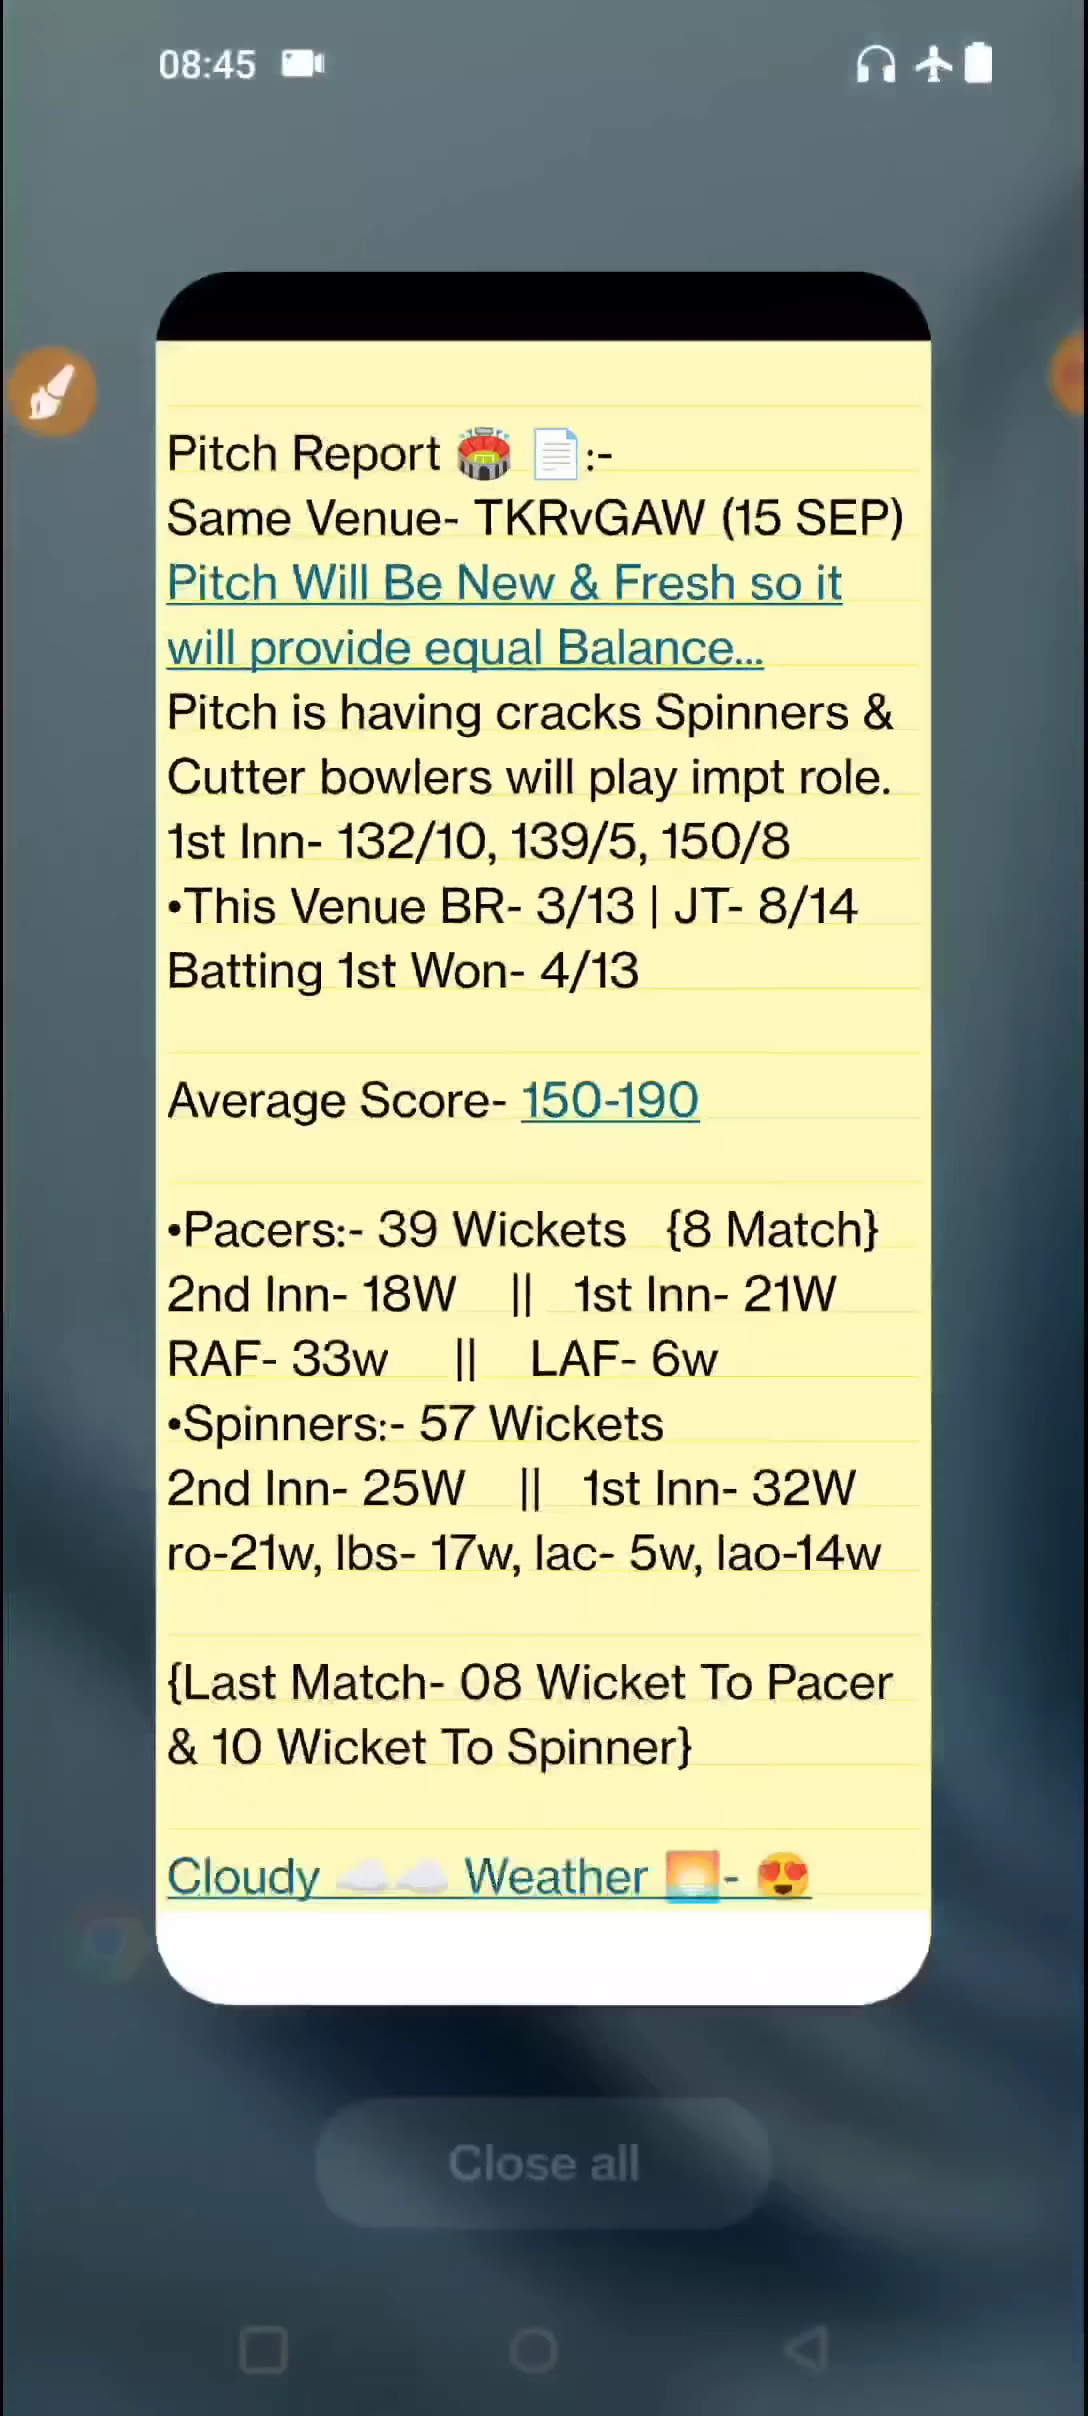 08:45
Pitch Report 🏟️ 📄:-
Same Venue- TKRvGAW (15 SEP)
Pitch Will Be New & Fresh so it
will provide equal Balance...
Pitch is having cracks Spinners &
Cutter bowlers will play impt role.
1st Inn- 132/10, 139/5, 150/8
•This Venue BR- 3/13 | JT- 8/14
Batting 1st Won- 4/13
Average Score- 150-190
•Pacers:- 39 Wickets {8 Match}
2nd Inn- 18W || 1st Inn- 21W
RAF- 33w || LAF- 6w
•Spinners:- 57 Wickets
2nd Inn- 25W || 1st Inn- 32W
ro-21w, lbs- 17w, lac- 5w, lao-14w
{Last Match- 08 Wicket To Pacer
& 10 Wicket To Spinner}
Cloudy ☁️☁️ Weather 🌅- 😍
Close all